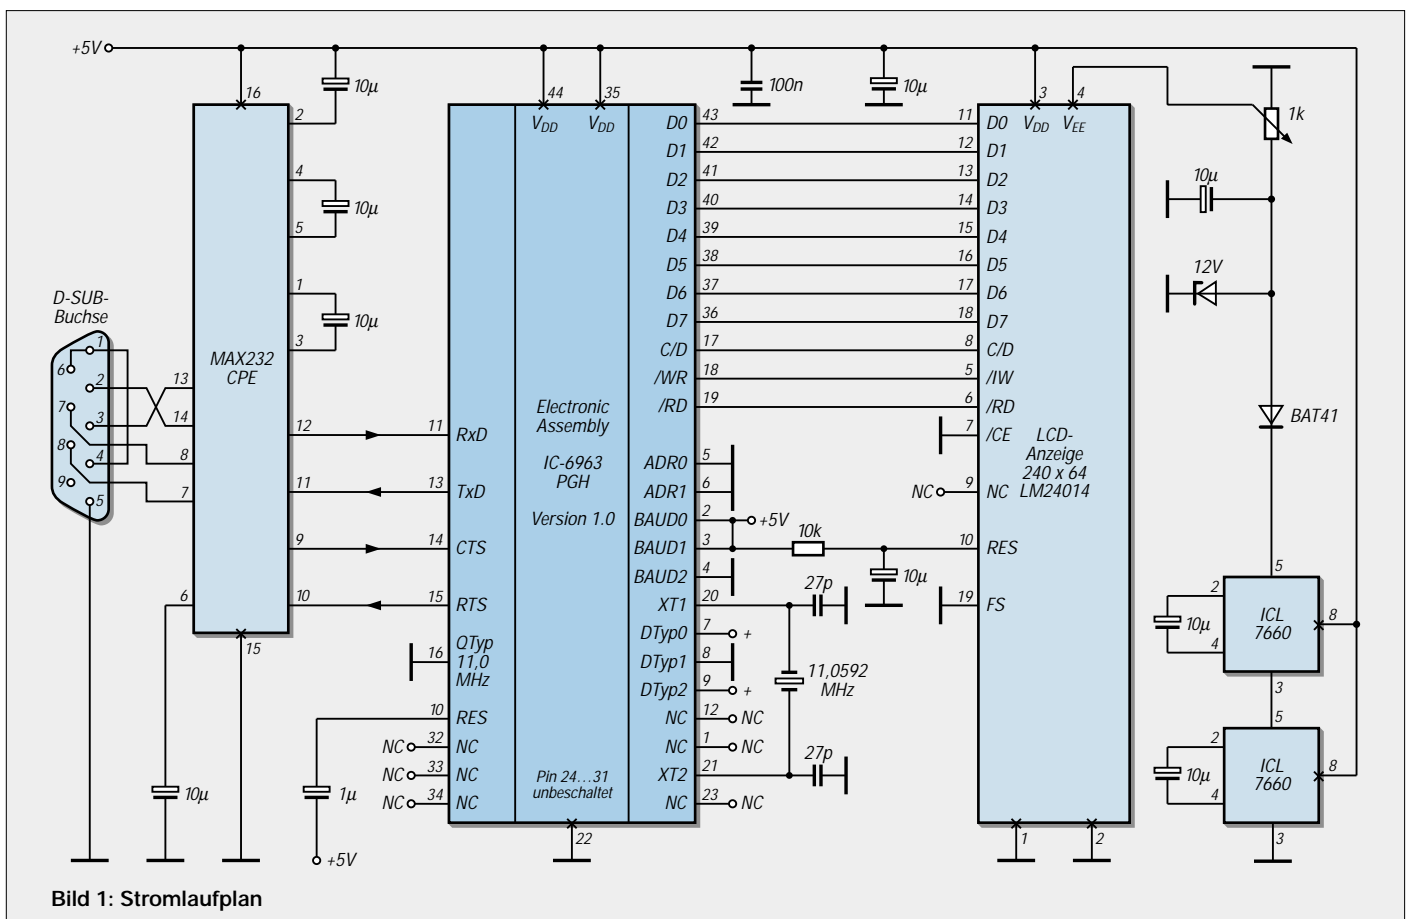 +5V
16
2
10µ
4
10µ
5
1
10µ
3
D-SUB-
Buchse
1
6
2
7
3
8
4
9
5
13
14
8
7
MAX232
CPE
12
11
9
10
6
15
10µ
1µ
+5V
44
35
VDD
VDD
11 RxD
13 TxD
14 CTS
15 RTS
16 QTyp
11,0
MHz
10 RES
NC 32 NC
NC 33 NC
NC 34 NC
Electronic
Assembly
IC-6963
PGH
Version 1.0
Pin 24…31
unbeschaltet
22
D0 43
D1 42
D2 41
D3 40
D4 39
D5 38
D6 37
D7 36
C/D 17
/WR 18
/RD 19
ADR0 5
ADR1 6
BAUD0 2 +5V
BAUD1 3
BAUD2 4
XT1 20
DTyp0 7 +
DTyp1 8
DTyp2 9 +
NC 12 NC
NC 1 NC
XT2 21
NC 23 NC
100n
10µ
10k
10µ
27p
11,0592
MHz
27p
3
4
VDD
VEE
11 D0
12 D1
13 D2
14 D3
15 D4
16 D5
17 D6
18 D7
8 C/D
5 /IW
6 /RD
7 /CE
NC 9 NC
10 RES
19 FS
LCD-
Anzeige
240 x 64
LM24014
1
2
1k
10µ
12V
BAT41
5
2
10µ
4
ICL
7660
8
3
5
2
10µ
4
ICL
7660
8
3
Bild 1: Stromlaufplan